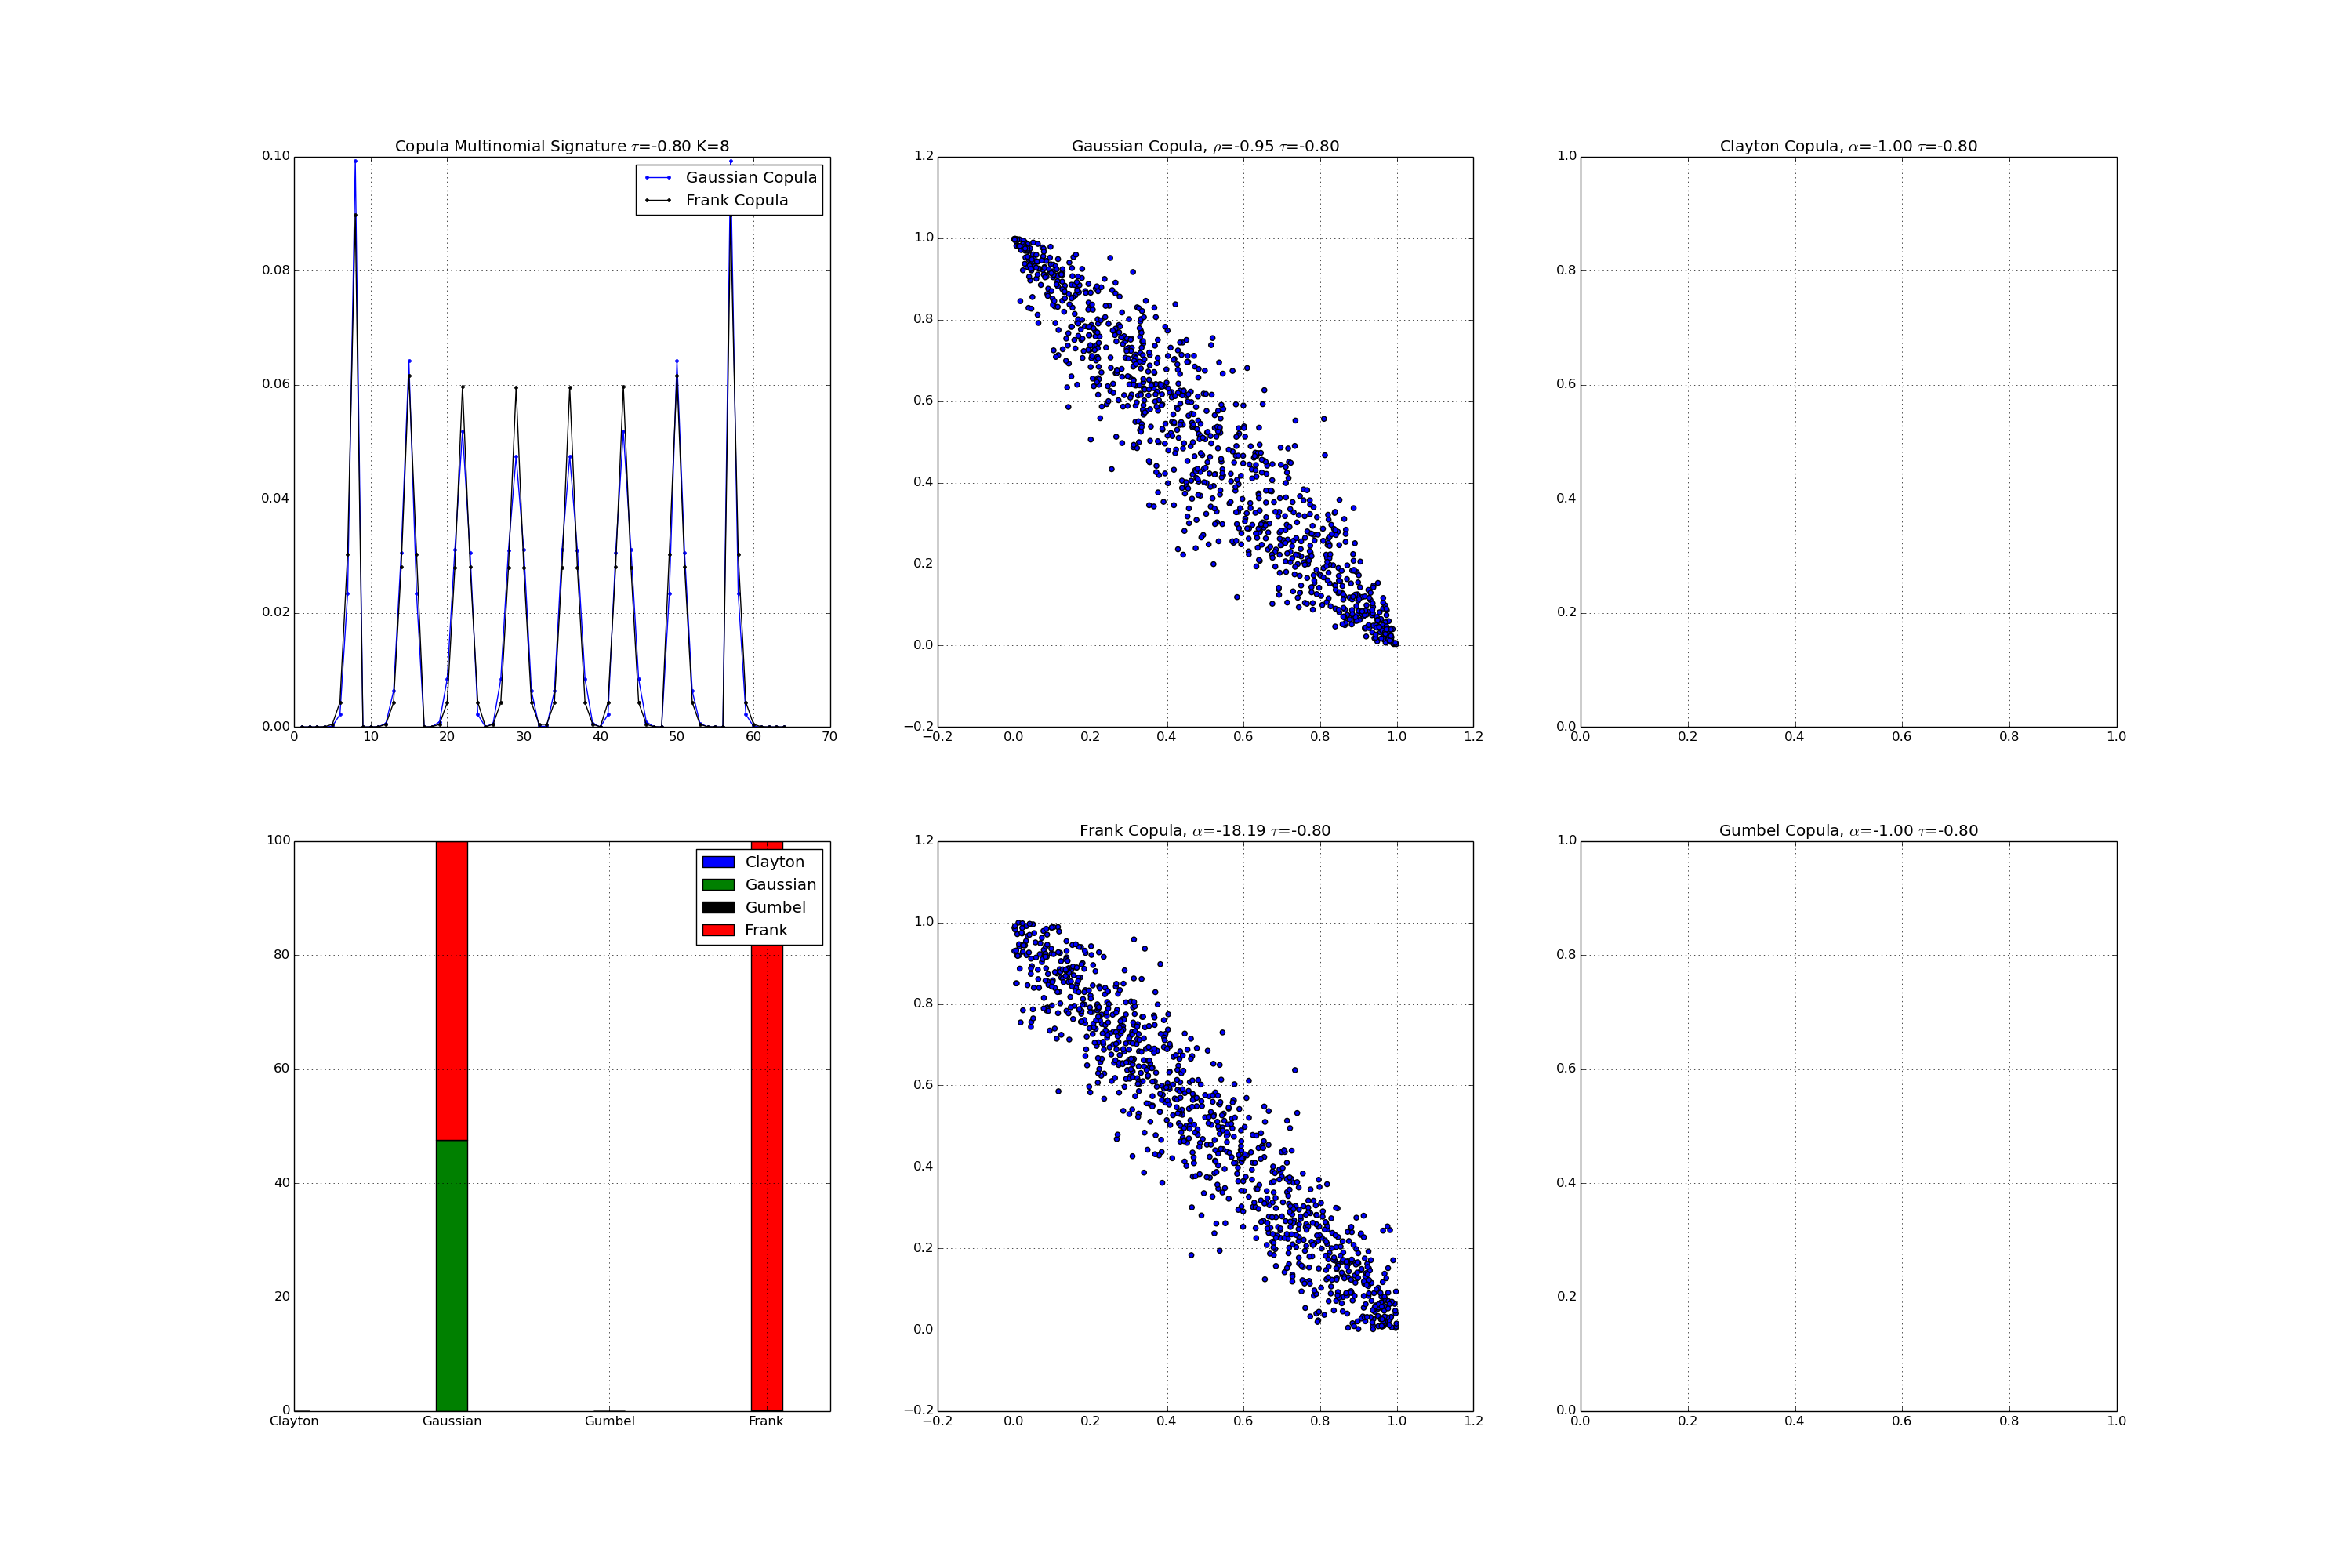 Copula Multinomial Signature τ=-0.80 K=8
0.10
0.08
0.06
0.04
0.02
0.00
0 10 20 30 40 50 60 70
Gaussian Copula
Frank Copula
Gaussian Copula, ρ=-0.95 τ=-0.80
1.2
1.0
0.8
0.6
0.4
0.2
0.0
−0.2
−0.2 0.0 0.2 0.4 0.6 0.8 1.0 1.2
Clayton Copula, α=-1.00 τ=-0.80
1.0
0.8
0.6
0.4
0.2
0.0
0.0 0.2 0.4 0.6 0.8 1.0
100
80
60
40
20
0
Clayton Gaussian Gumbel Frank
Clayton
Gaussian
Gumbel
Frank
Frank Copula, α=-18.19 τ=-0.80
1.2
1.0
0.8
0.6
0.4
0.2
0.0
−0.2
−0.2 0.0 0.2 0.4 0.6 0.8 1.0 1.2
Gumbel Copula, α=-1.00 τ=-0.80
1.0
0.8
0.6
0.4
0.2
0.0
0.0 0.2 0.4 0.6 0.8 1.0